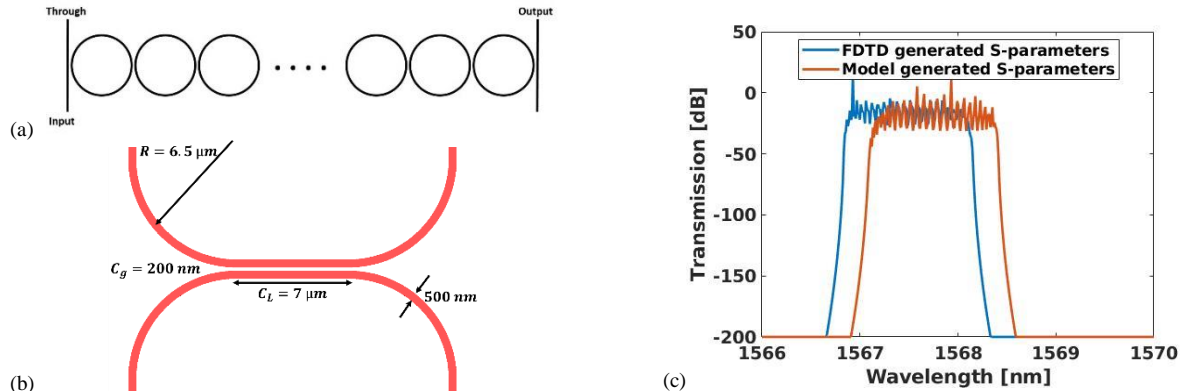 Through
Output
Input
(a)
R = 6.5 μm
C_g = 200 nm
C_L = 7 μm
500 nm
(b)
50
0
-50
-100
-150
-200
Transmission [dB]
FDTD generated S-parameters
Model generated S-parameters
1566
1567
1568
1569
1570
Wavelength [nm]
(c)